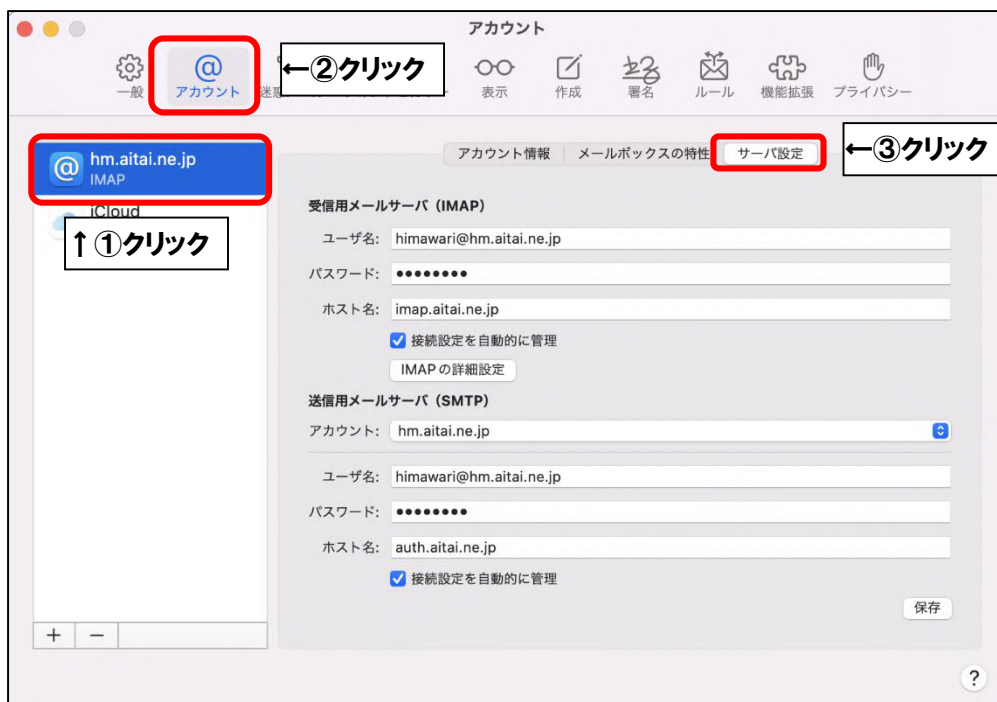 アカウント
一般
アカウント
←②クリック
迷惑
表示
作成
署名
ルール
機能拡張
プライバシー
hm.aitai.ne.jp
IMAP
iCloud
↑①クリック
アカウント情報
メールボックスの特性
サーバ設定
←③クリック
受信用メールサーバ（IMAP）
ユーザ名: himawari@hm.aitai.ne.jp
パスワード: ●●●●●●●●
ホスト名: imap.aitai.ne.jp
接続設定を自動的に管理
IMAPの詳細設定
送信用メールサーバ（SMTP）
アカウント: hm.aitai.ne.jp
ユーザ名: himawari@hm.aitai.ne.jp
パスワード: ●●●●●●●●
ホスト名: auth.aitai.ne.jp
接続設定を自動的に管理
保存
+ −
?